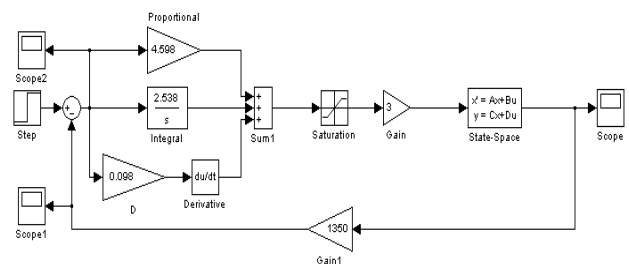 Proportional
4.598
Scope2
2.538
s
+
+
+
3
x' = Ax+Bu
y = Cx+Du
+
−
Step
Integral
Sum1
Saturation
Gain
State-Space
Scope
0.098
du/dt
D
Derivative
Scope1
1350
Gain1